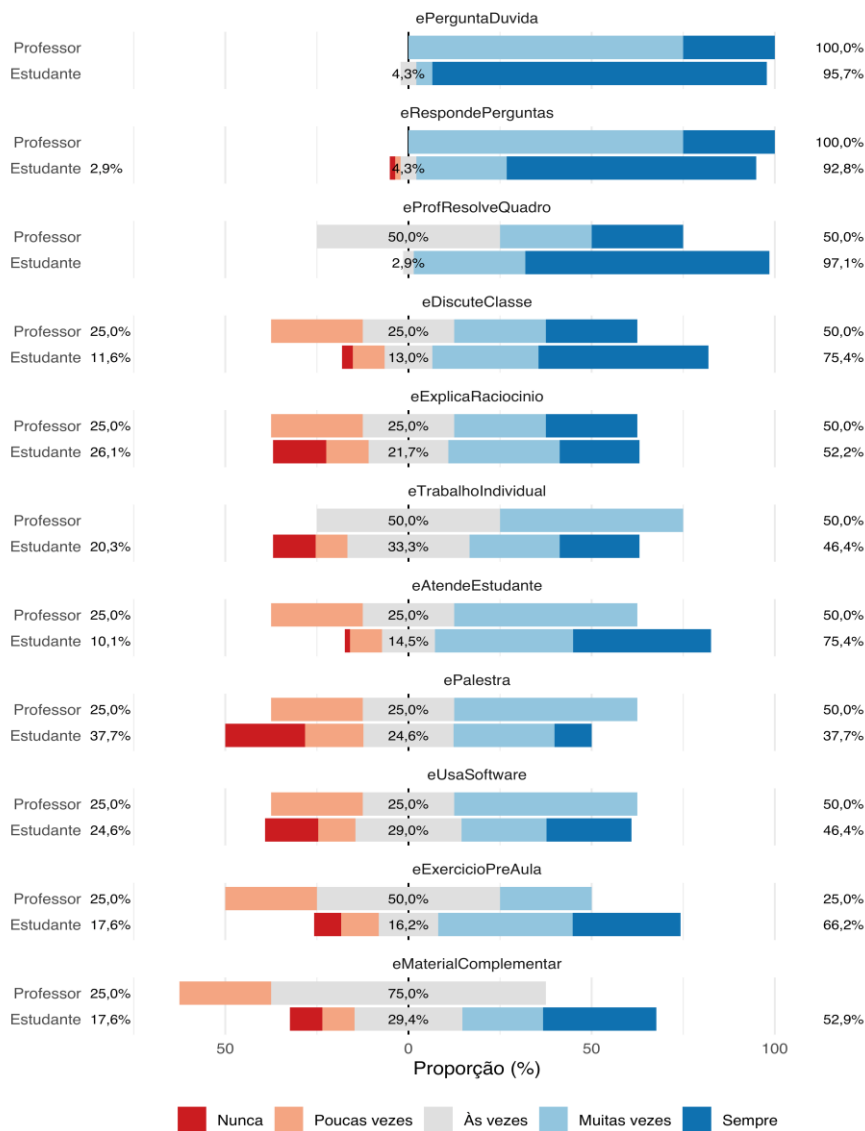 ePerguntaDuvida
Professor 100,0%
Estudante 4,3% 95,7%
eRespondePerguntas
Professor 100,0%
Estudante 2,9% 4,3% 92,8%
eProfResolveQuadro
Professor 50,0% 50,0%
Estudante 2,9% 97,1%
eDiscuteClasse
Professor 25,0% 25,0% 50,0%
Estudante 11,6% 13,0% 75,4%
eExplicaRaciocinio
Professor 25,0% 25,0% 50,0%
Estudante 26,1% 21,7% 52,2%
eTrabalhoIndividual
Professor 50,0% 50,0%
Estudante 20,3% 33,3% 46,4%
eAtendeEstudante
Professor 25,0% 25,0% 50,0%
Estudante 10,1% 14,5% 75,4%
ePalestra
Professor 25,0% 25,0% 50,0%
Estudante 37,7% 24,6% 37,7%
eUsaSoftware
Professor 25,0% 25,0% 50,0%
Estudante 24,6% 29,0% 46,4%
eExercicioPreAula
Professor 25,0% 50,0% 25,0%
Estudante 17,6% 16,2% 66,2%
eMaterialComplementar
Professor 25,0% 75,0%
Estudante 17,6% 29,4% 52,9%
50 0 50 100
Proporção (%)
Nunca Poucas vezes Às vezes Muitas vezes Sempre